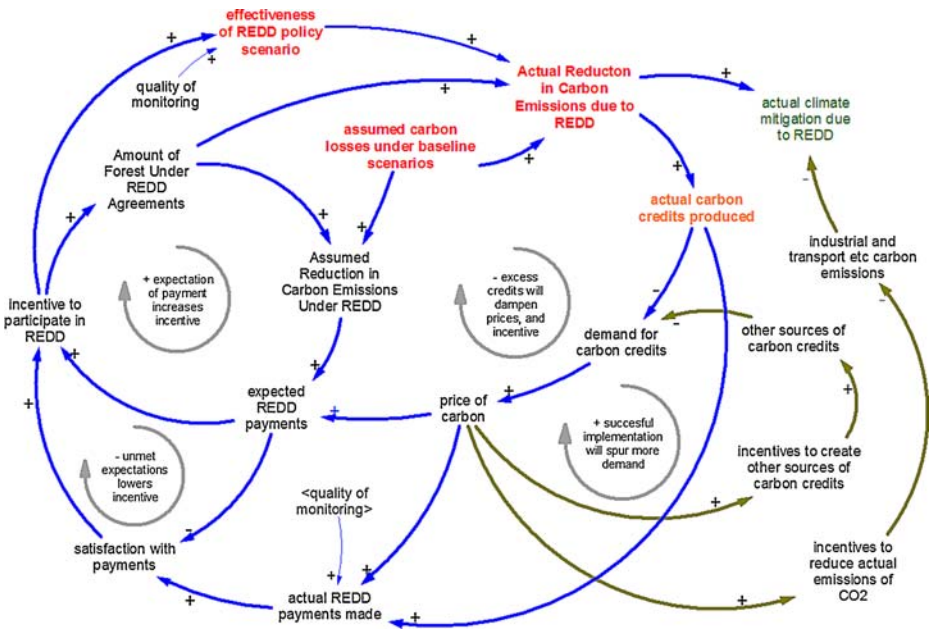 effectiveness
of REDD policy
scenario
+
+
+
quality of
monitoring
Actual Reducton
in Carbon
Emissions due to
REDD
+
+
+
+
actual climate
mitigation due
to REDD
assumed carbon
losses under baseline
scenarios
Amount of
Forest Under
REDD
Agreements
+
+
+
actual carbon
credits produced
-
industrial and
transport etc carbon
emissions
-
Assumed
Reduction in
Carbon Emissions
Under REDD
+ expectation
of payment
increases
incentive
- excess
credits will
dampen
prices, and
incentive
-
-
incentive to
participate in
REDD
+
+
demand for
carbon credits
other sources of
carbon credits
+
+
expected
REDD
payments
+
price of
carbon
+
+ succesful
implementation
will spur more
demand
incentives to create
other sources of
carbon credits
+
- unmet
expectations
lowers
incentive
<quality of
monitoring>
-
satisfaction with
payments
+
+
+
actual REDD
payments made
+
+
incentives to
reduce actual
emissions of
CO2